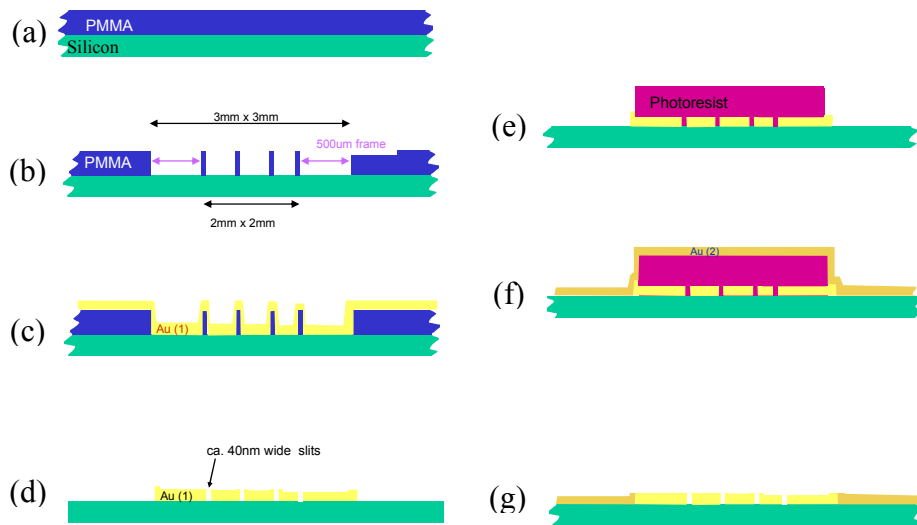 (a)
PMMA
Silicon
(b)
3mm x 3mm
PMMA
500um frame
2mm x 2mm
(c)
Au (1)
(d)
ca. 40nm wide slits
Au (1)
(e)
Photoresist
(f)
Au (2)
(g)